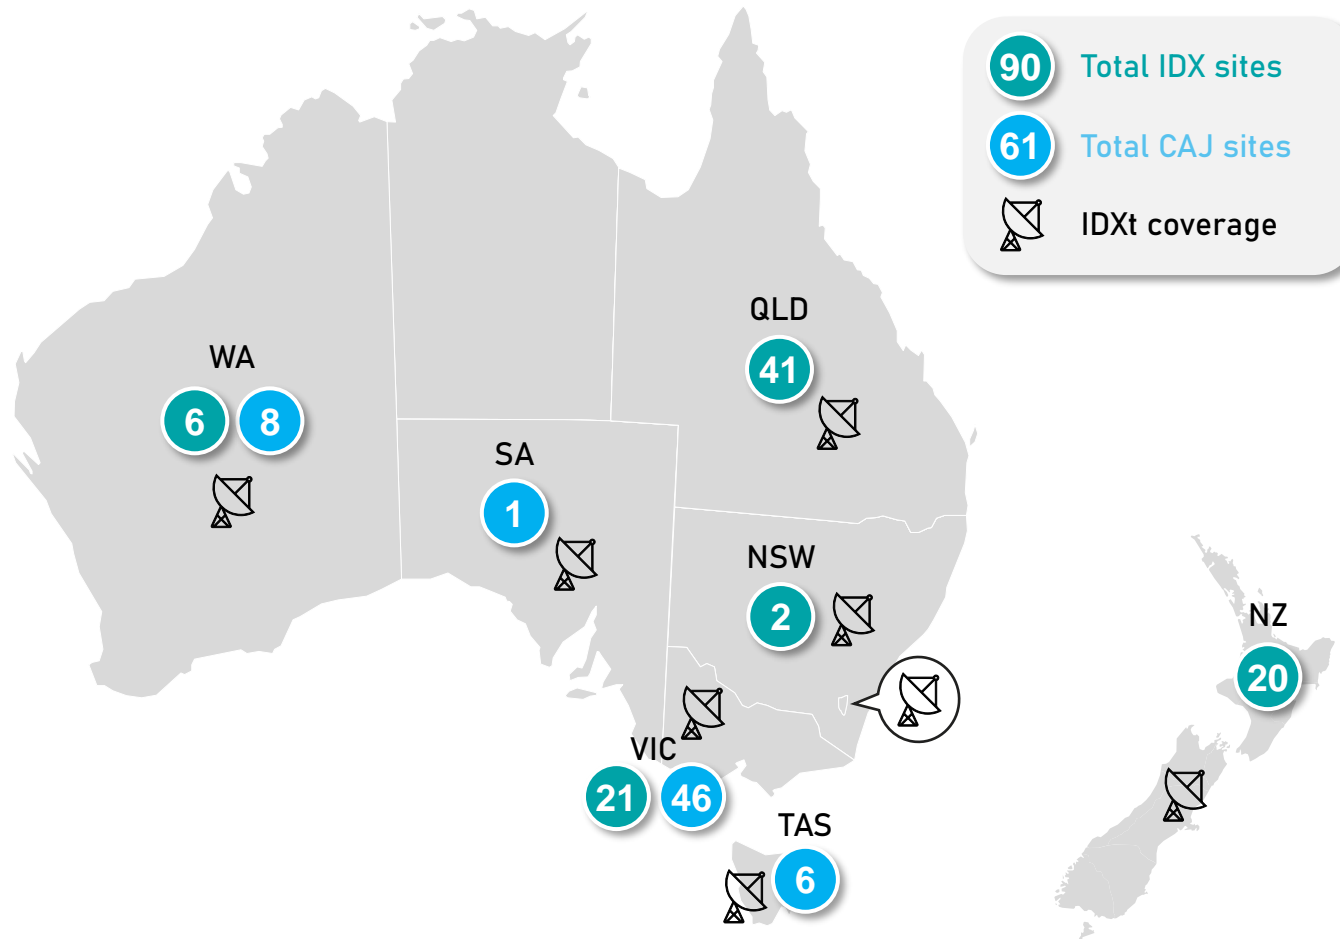 90 Total IDX sites
61 Total CAJ sites
IDXt coverage
QLD
41
WA
6 8
SA
1
NSW
2
NZ
20
VIC
21 46
TAS
6